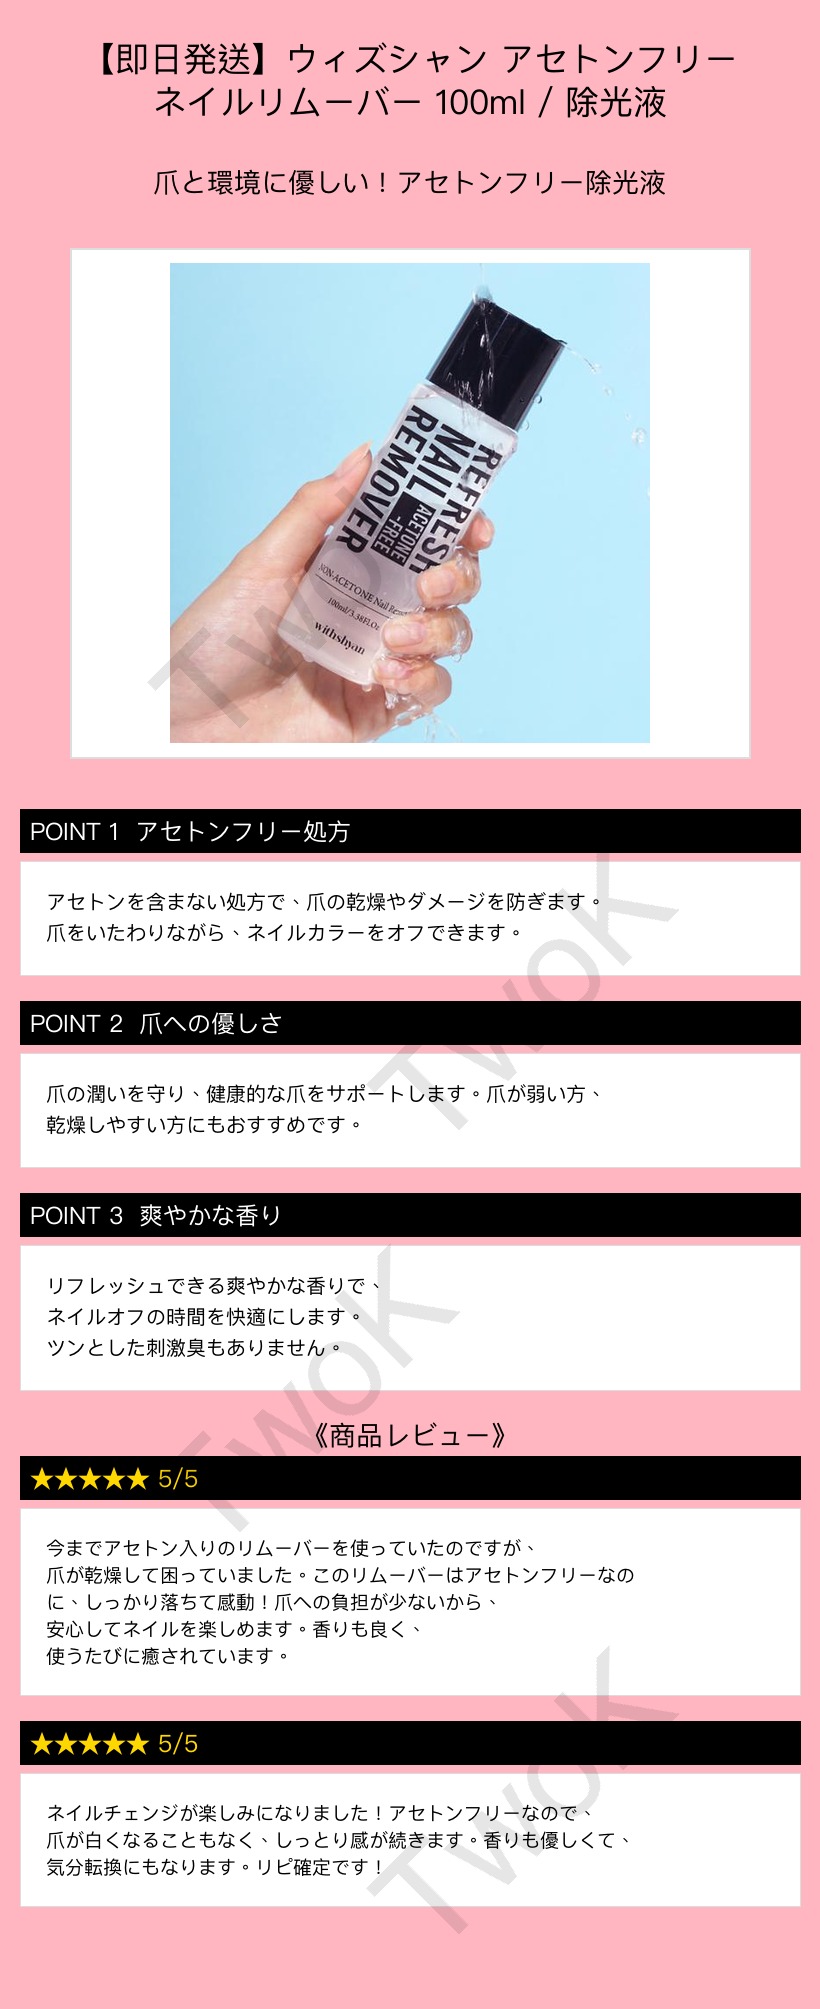 【即日発送】ウィズシャン アセトンフリー
ネイルリムーバー 100ml / 除光液
爪と環境に優しい！アセトンフリー除光液
REFRESH
NAIL
REMOVER
ACETONE
-FREE
NON-ACETONE Nail
100ml/3.38FLOz
withshyan
TwoK
POINT 1 アセトンフリー処方
アセトンを含まない処方で、爪の乾燥やダメージを防ぎます。
爪をいたわりながら、ネイルカラーをオフできます。
TwoK
POINT 2 爪への優しさ
爪の潤いを守り、健康的な爪をサポートします。爪が弱い方、
乾燥しやすい方にもおすすめです。
POINT 3 爽やかな香り
リフレッシュできる爽やかな香りで、
ネイルオフの時間を快適にします。
ツンとした刺激臭もありません。
TwoK
《商品レビュー》
★★★★★ 5/5
今までアセトン入りのリムーバーを使っていたのですが、
爪が乾燥して困っていました。このリムーバーはアセトンフリーなの
に、しっかり落ちて感動！爪への負担が少ないから、
安心してネイルを楽しめます。香りも良く、
使うたびに癒されています。
★★★★★ 5/5
ネイルチェンジが楽しみになりました！アセトンフリーなので、
爪が白くなることもなく、しっとり感が続きます。香りも優しくて、
気分転換にもなります。リピ確定です！
TwoK